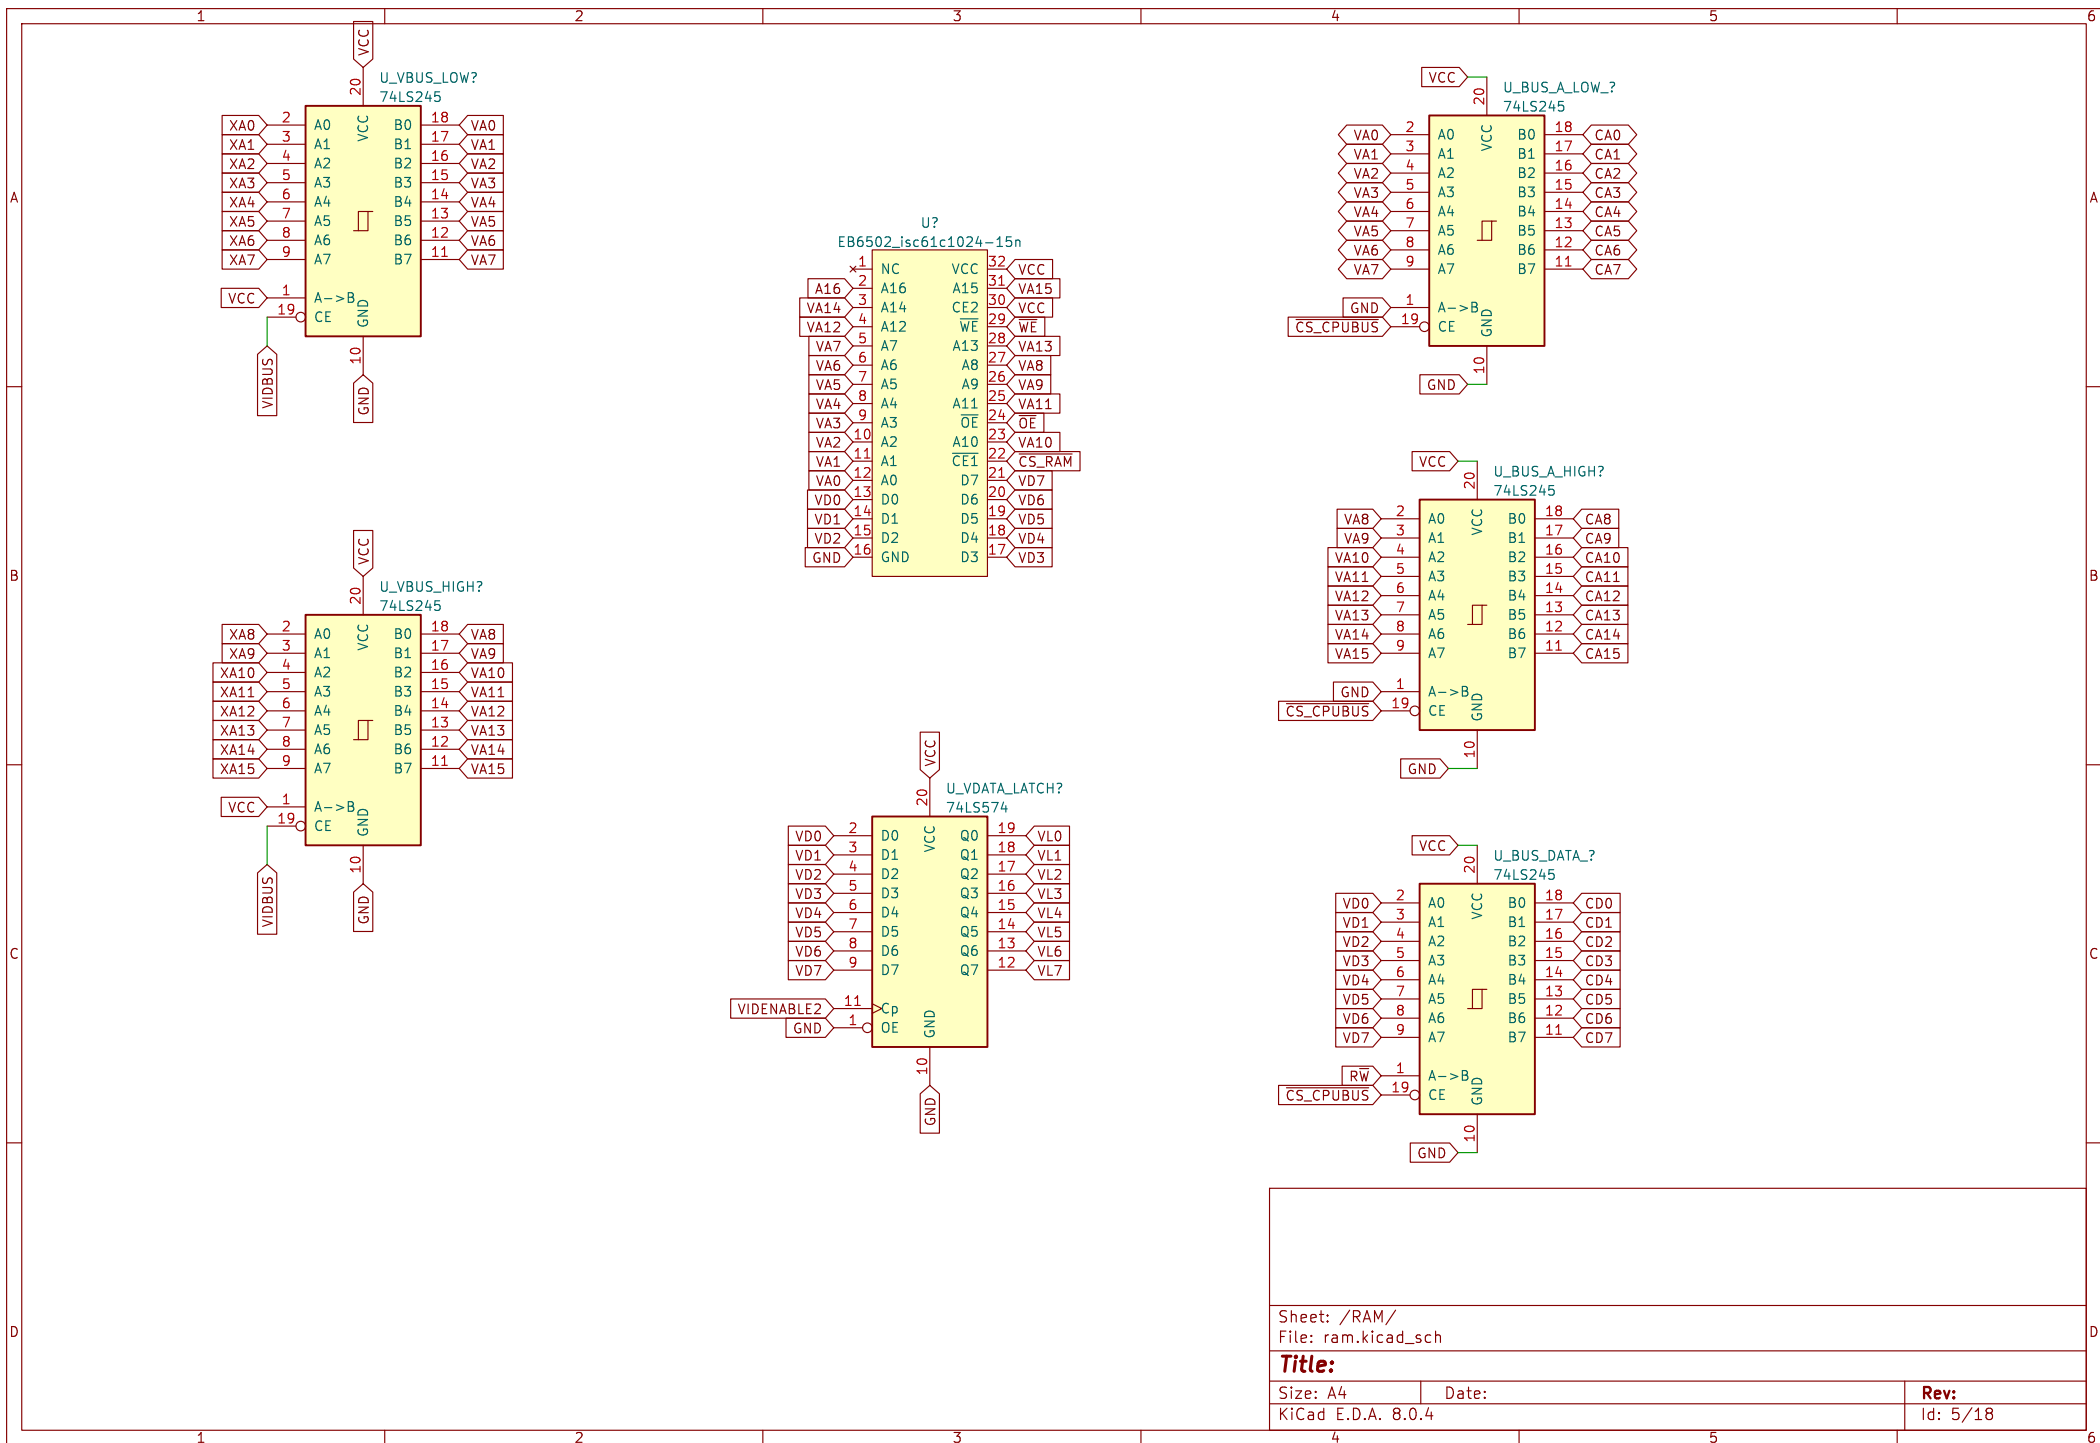 1 2 3 4 5 6
A
B
C
D
VCC
20
U_VBUS_LOW?
74LS245
XA0 2 A0 VCC B0 18 VA0
XA1 3 A1 B1 17 VA1
XA2 4 A2 B2 16 VA2
XA3 5 A3 B3 15 VA3
XA4 6 A4 B4 14 VA4
XA5 7 A5 B5 13 VA5
XA6 8 A6 B6 12 VA6
XA7 9 A7 B7 11 VA7
VCC 1 A->B
19 CE GND
VIDBUS
10
GND
VCC
20
U_VBUS_HIGH?
74LS245
XA8 2 A0 VCC B0 18 VA8
XA9 3 A1 B1 17 VA9
XA10 4 A2 B2 16 VA10
XA11 5 A3 B3 15 VA11
XA12 6 A4 B4 14 VA12
XA13 7 A5 B5 13 VA13
XA14 8 A6 B6 12 VA14
XA15 9 A7 B7 11 VA15
VCC 1 A->B
19 CE GND
VIDBUS
10
GND
U?
EB6502_isc61c1024-15n
1 NC VCC 32 VCC
A16 2 A16 A15 31 VA15
VA14 3 A14 CE2 30 VCC
VA12 4 A12 WE 29 WE
VA7 5 A7 A13 28 VA13
VA6 6 A6 A8 27 VA8
VA5 7 A5 A9 26 VA9
VA4 8 A4 A11 25 VA11
VA3 9 A3 OE 24 OE
VA2 10 A2 A10 23 VA10
VA1 11 A1 CE1 22 CS_RAM
VA0 12 A0 D7 21 VD7
VD0 13 D0 D6 20 VD6
VD1 14 D1 D5 19 VD5
VD2 15 D2 D4 18 VD4
GND 16 GND D3 17 VD3
VCC
20
U_VDATA_LATCH?
74LS574
VD0 2 D0 VCC Q0 19 VL0
VD1 3 D1 Q1 18 VL1
VD2 4 D2 Q2 17 VL2
VD3 5 D3 Q3 16 VL3
VD4 6 D4 Q4 15 VL4
VD5 7 D5 Q5 14 VL5
VD6 8 D6 Q6 13 VL6
VD7 9 D7 Q7 12 VL7
VIDENABLE2 11 Cp
GND 1 OE GND
10
GND
VCC
20
U_BUS_A_LOW_?
74LS245
VA0 2 A0 VCC B0 18 CA0
VA1 3 A1 B1 17 CA1
VA2 4 A2 B2 16 CA2
VA3 5 A3 B3 15 CA3
VA4 6 A4 B4 14 CA4
VA5 7 A5 B5 13 CA5
VA6 8 A6 B6 12 CA6
VA7 9 A7 B7 11 CA7
GND 1 A->B
CS_CPUBUS 19 CE GND
10
GND
VCC
20
U_BUS_A_HIGH?
74LS245
VA8 2 A0 VCC B0 18 CA8
VA9 3 A1 B1 17 CA9
VA10 4 A2 B2 16 CA10
VA11 5 A3 B3 15 CA11
VA12 6 A4 B4 14 CA12
VA13 7 A5 B5 13 CA13
VA14 8 A6 B6 12 CA14
VA15 9 A7 B7 11 CA15
GND 1 A->B
CS_CPUBUS 19 CE GND
10
GND
VCC
20
U_BUS_DATA_?
74LS245
VD0 2 A0 VCC B0 18 CD0
VD1 3 A1 B1 17 CD1
VD2 4 A2 B2 16 CD2
VD3 5 A3 B3 15 CD3
VD4 6 A4 B4 14 CD4
VD5 7 A5 B5 13 CD5
VD6 8 A6 B6 12 CD6
VD7 9 A7 B7 11 CD7
RW 1 A->B
CS_CPUBUS 19 CE GND
10
GND
A
B
C
D
Sheet: /RAM/
File: ram.kicad_sch
Title:
Size: A4 Date: Rev:
KiCad E.D.A. 8.0.4 Id: 5/18
1 2 3 4 5 6